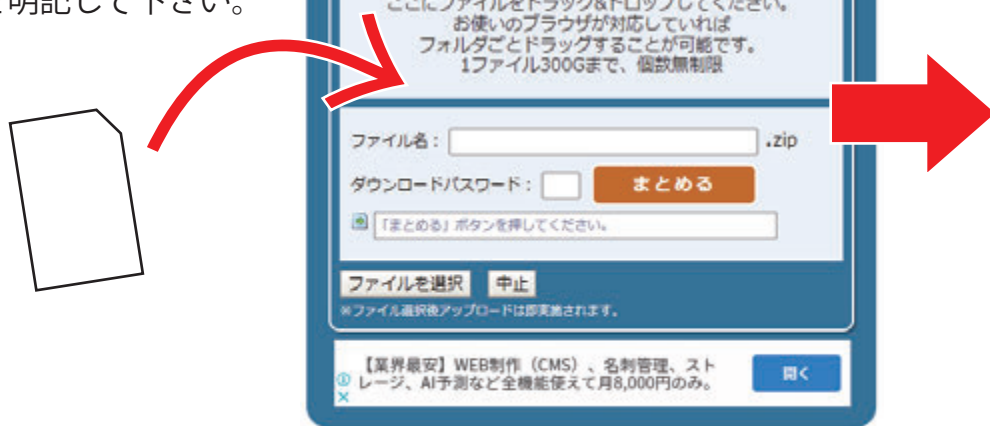 明記して下さい。
ここにファイルをドラッグ&ドロップしてください。
お使いのブラウザが対応していれば
フォルダごとドラッグすることが可能です。
1ファイル300Gまで、個数無制限
ファイル名：
.zip
ダウンロードパスワード：
まとめる
「まとめる」ボタンを押してください。
ファイルを選択 中止
※ファイル選択後アップロードは即実施されます。
【業界最安】WEB制作（CMS）、名刺管理、スト
レージ、AI予測など全機能使えて月8,000円のみ。
開く